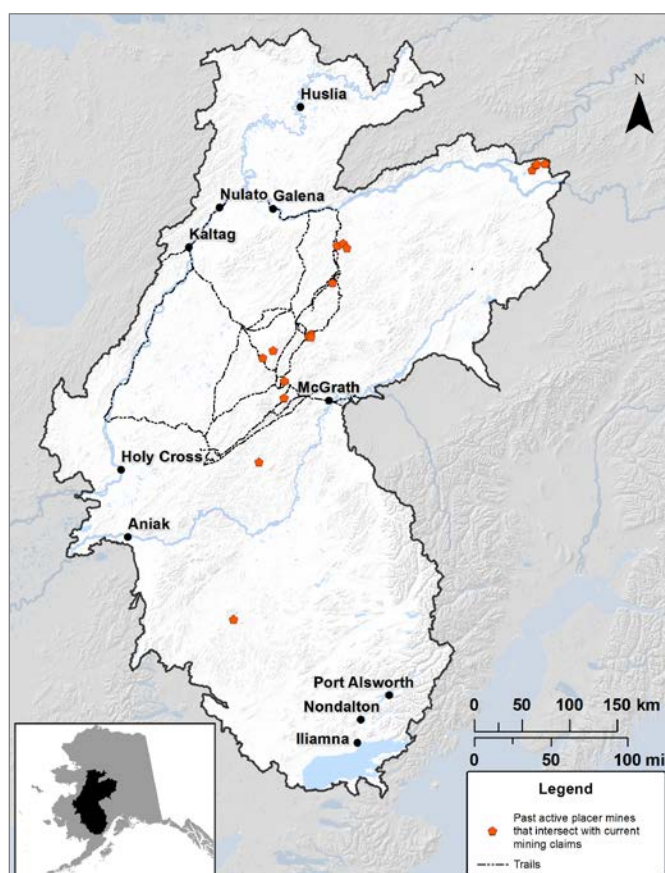 Huslia
N
Nulato
Galena
Kaltag
McGrath
Holy Cross
Aniak
Port Alsworth
Nondalton
Iliamna
0 50 100 150 km
0 50 100 mi
Legend
Past active placer mines
that intersect with current
mining claims
Trails